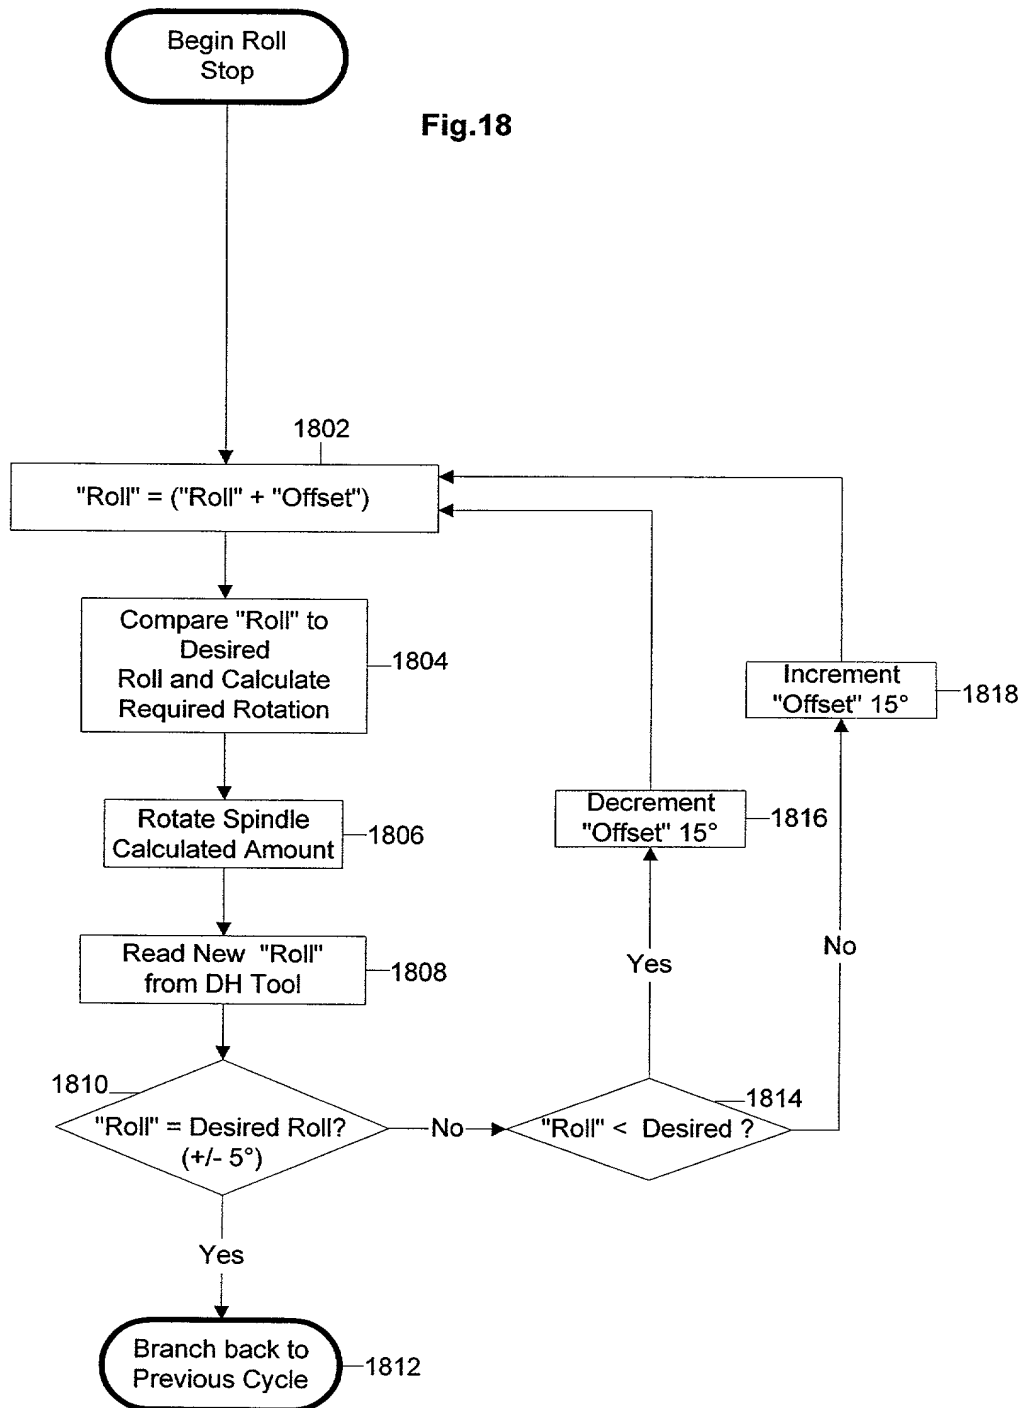 Begin Roll
Stop
Fig.18
1802
"Roll" = ("Roll" + "Offset")
Compare "Roll" to
Desired
Roll and Calculate
Required Rotation
1804
Increment
"Offset" 15°
1818
Rotate Spindle
Calculated Amount
1806
Decrement
"Offset" 15°
1816
Read New "Roll"
from DH Tool
1808
Yes
No
1810
"Roll" = Desired Roll?
(+/- 5°)
No
1814
"Roll" < Desired ?
Yes
Branch back to
Previous Cycle
1812